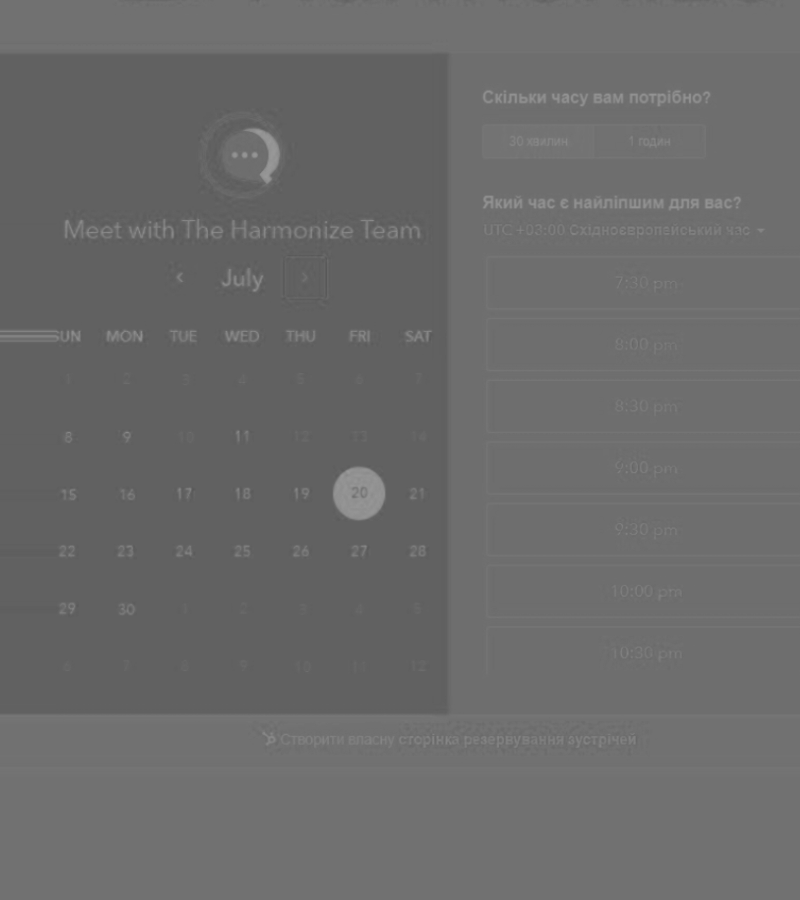 Meet with The Harmonize Team
July
SUN MON TUE WED THU FRI SAT
1 2 3 4 5 6 7
8 9 10 11 12 13 14
15 16 17 18 19 20 21
22 23 24 25 26 27 28
29 30 1 2 3 4 5
6 7 8 9 10 11 12
Скільки часу вам потрібно?
30 хвилин 1 годин
Який час є найліпшим для вас?
UTC +03:00 Східноєвропейський час
7:30 pm
8:00 pm
8:30 pm
9:00 pm
9:30 pm
10:00 pm
10:30 pm
Створити власну сторінка резервування зустрічей